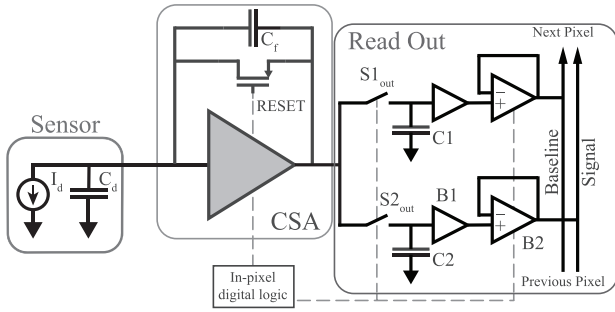 Next Pixel
Read Out
C_f
S1_out
RESET
Sensor
C1
Baseline
Signal
I_d
C_d
S2_out
B1
CSA
C2
B2
In-pixel
digital logic
Previous Pixel